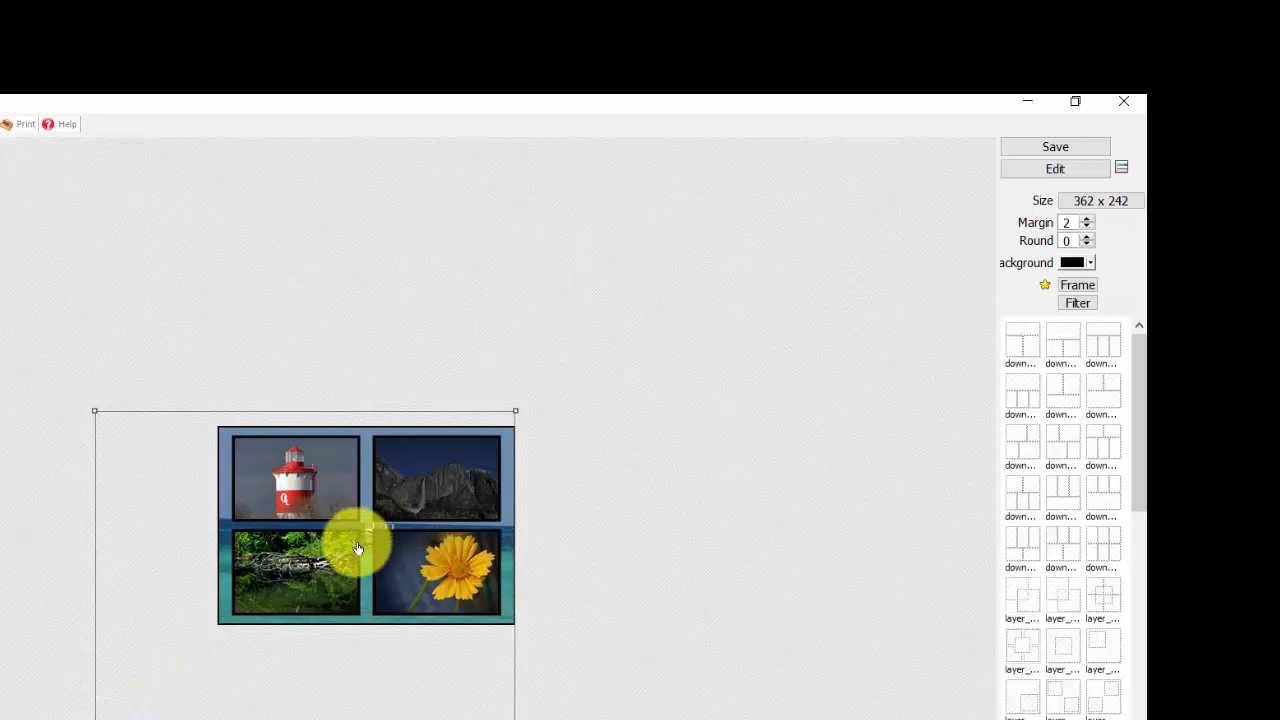 Print Help
Save
Edit
Size 362 x 242
Margin 2
Round 0
ackground
Frame
Filter
down... down... down...
down... down... down...
down... down... down...
down... down... down...
down... down... down...
layer_... layer_... layer_...
layer_... layer_... layer_...